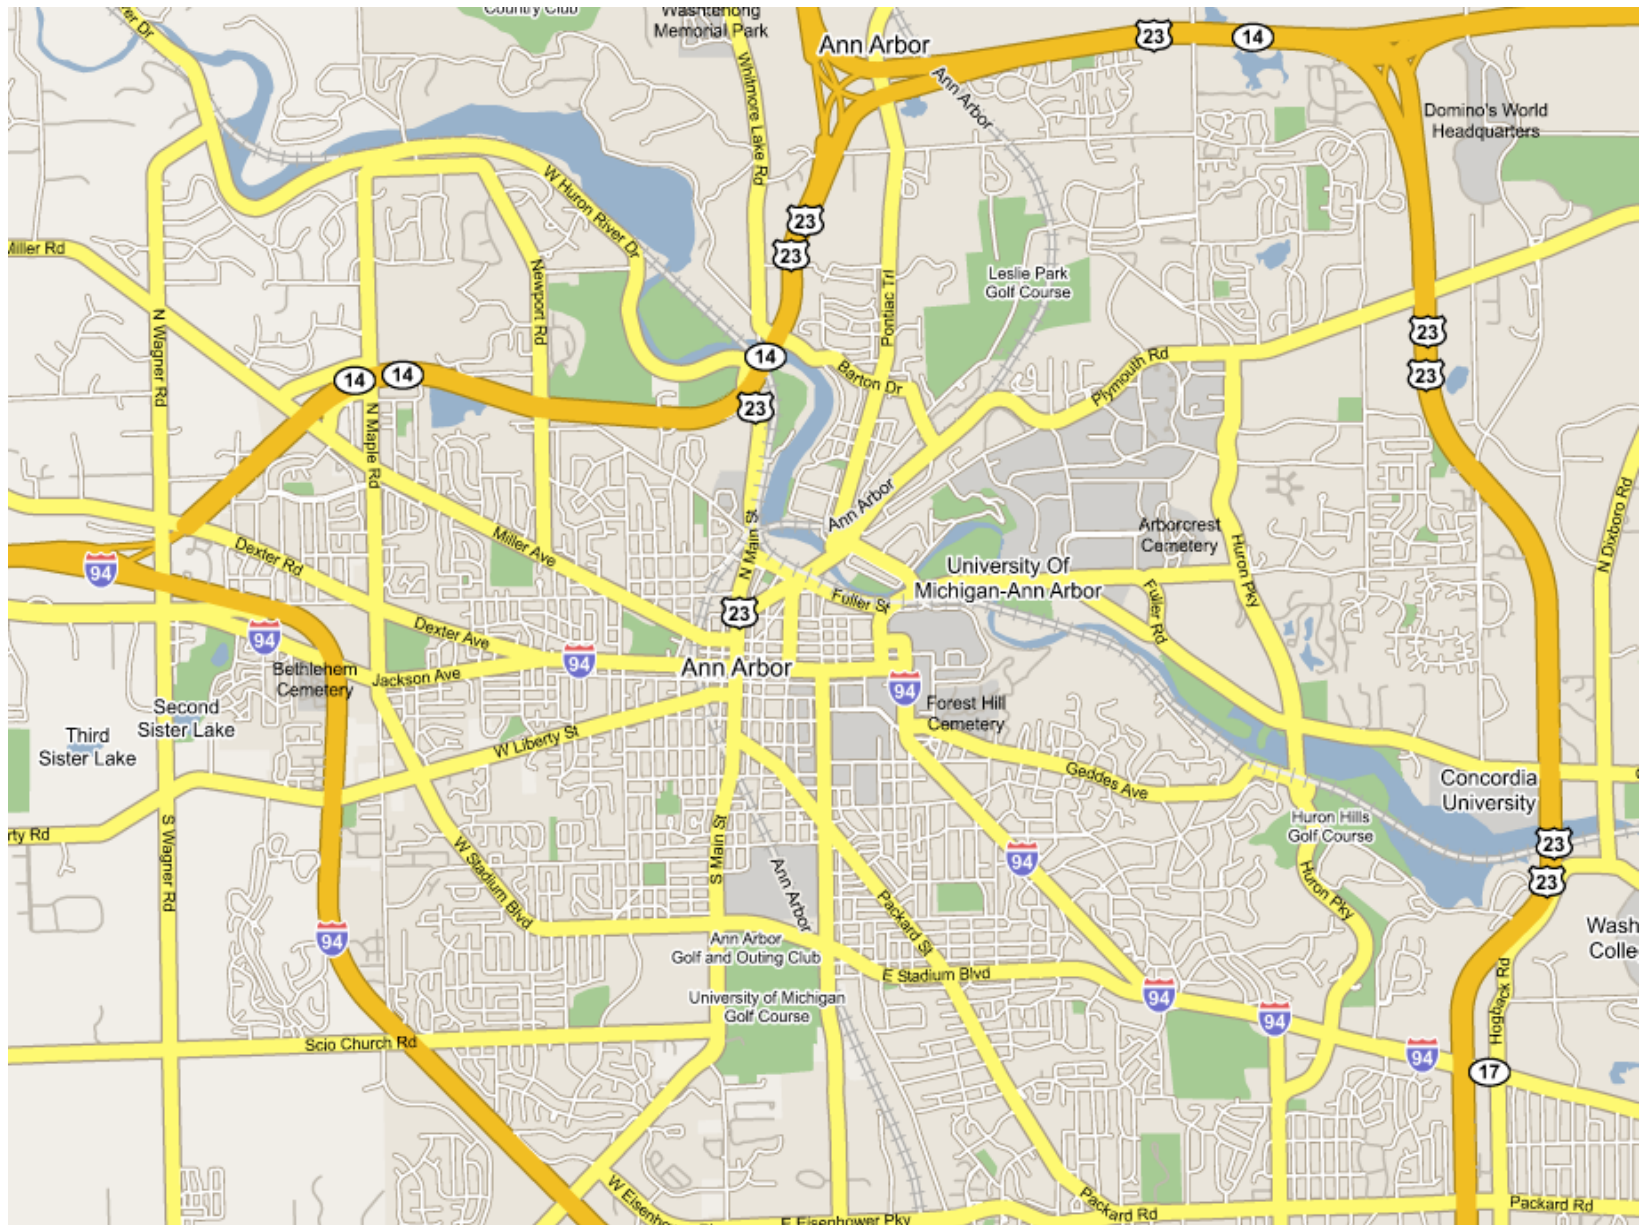 Country Club
Washtenong
Memorial Park
Ann Arbor
23
14
er Dr
Whitmore Lake Rd
Ann Arbor
Domino's World
Headquarters
W Huron River Dr
23
23
Miller Rd
Newport Rd
Pontiac Trl
Leslie Park
Golf Course
N Wagner Rd
23
23
14
14
14
Barton Dr
Plymouth Rd
23
N Maple Rd
Ann Arbor
N Main St
Miller Ave
Arborcrest
Cemetery
N Dixboro Rd
Dexter Rd
94
Huron Pky
University Of
Michigan-Ann Arbor
Fuller St
Fuller Rd
23
94
Dexter Ave
94
Ann Arbor
Bethlehem
Cemetery
Jackson Ave
94
Forest Hill
Cemetery
Second
Sister Lake
Third
Sister Lake
W Liberty St
Geddes Ave
Concordia
University
rty Rd
S Wagner Rd
W Stadium Blvd
S Main St
Huron Hills
Golf Course
23
94
23
Ann Arbor
Packard St
Huron Pky
94
Ann Arbor
Golf and Outing Club
Wash
Colle
E Stadium Blvd
University of Michigan
Golf Course
94
94
Hogback Rd
Scio Church Rd
94
17
W Eisenho
E Eisenhower Pky
Packard Rd
Packard Rd